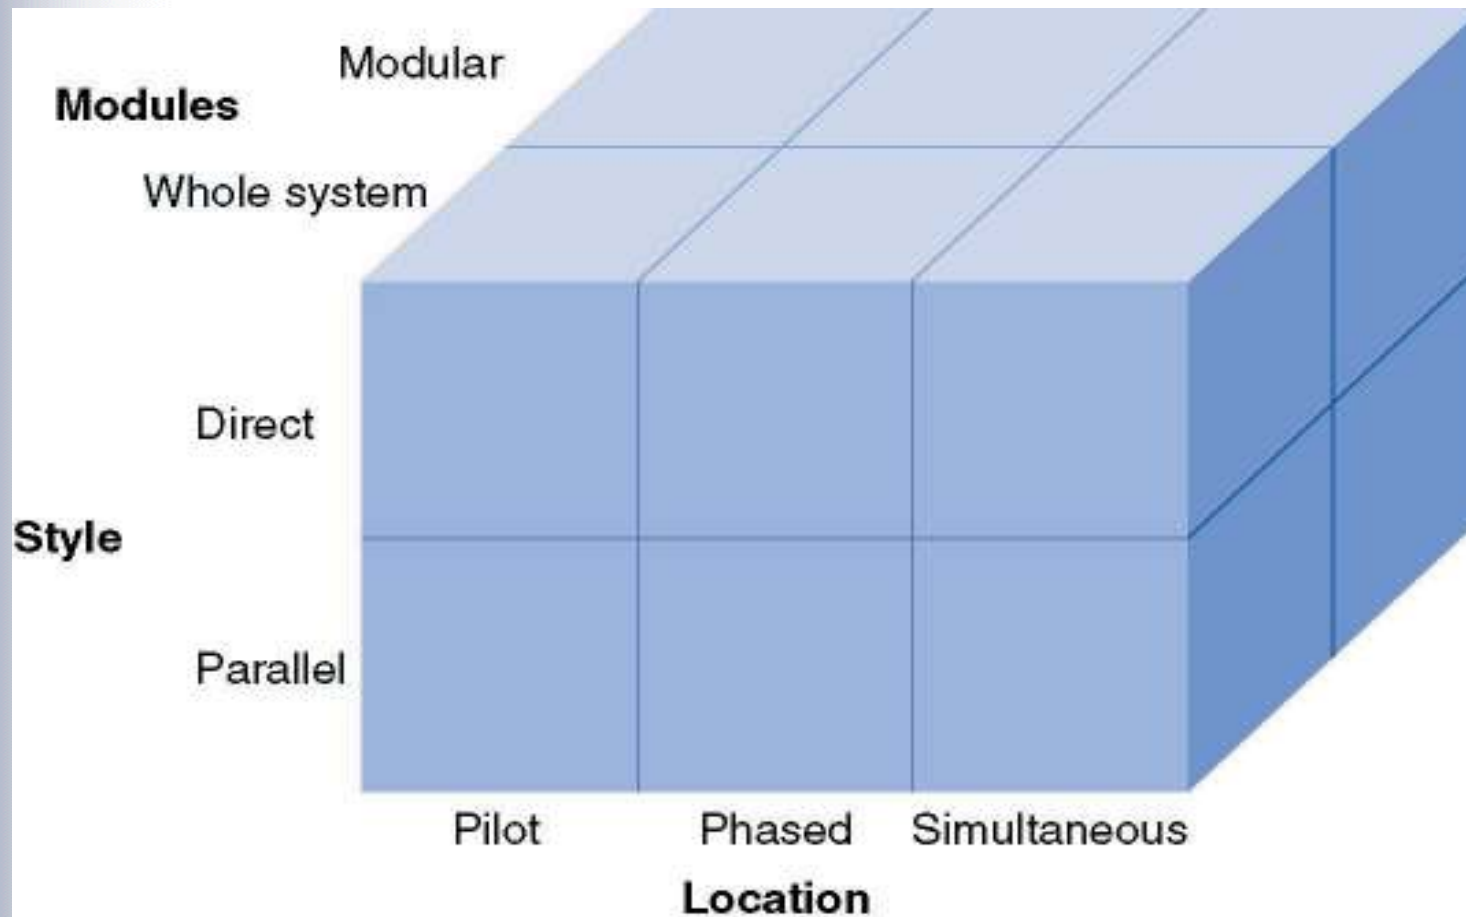 Modular
Modules
Whole system
Direct
Style
Parallel
Pilot Phased Simultaneous
Location